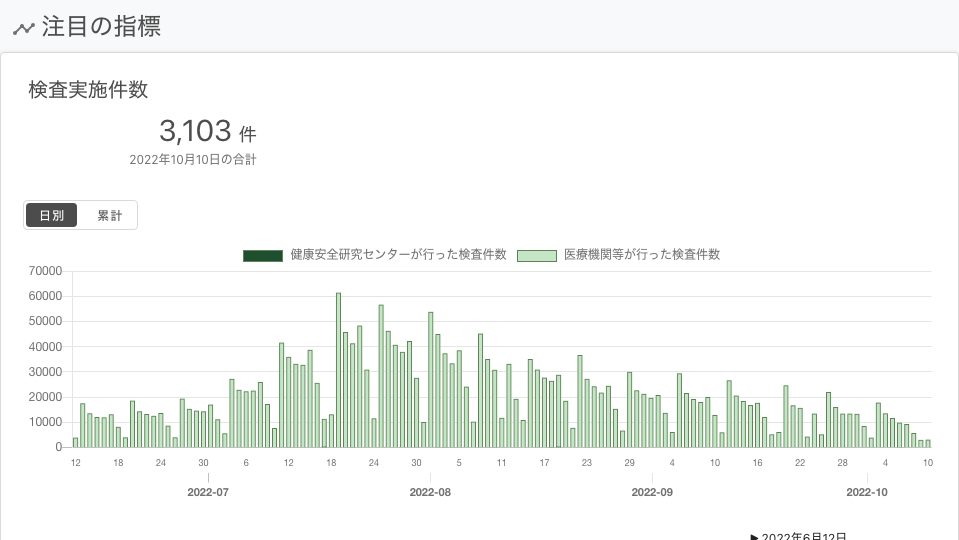 注目の指標
検査実施件数
3,103 件
2022年10月10日の合計
日別 累計
健康安全研究センターが行った検査件数 医療機関等が行った検査件数
70000
60000
50000
40000
30000
20000
10000
0
12 18 24 30 6 12 18 24 30 5 11 17 23 29 4 10 16 22 28 4 10
2022-07 2022-08 2022-09 2022-10
▶ 2022年6月12日